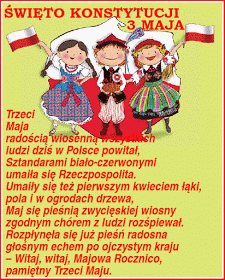 ŚWIĘTO KONSTYTUCJI
3 MAJA
Trzeci
Maja
radością wiosenną wszystkich
ludzi dziś w Polsce powitał,
Sztandarami biało-czerwonymi
umaiła się Rzeczpospolita.
Umaiły się też pierwszym kwieciem łąki,
pola i w ogrodach drzewa,
Maj się pieśnią zwycięskiej wiosny
zgodnym chórem z ludzi rozśpiewał.
Rozpłynęła się już pieśń radosna
głośnym echem po ojczystym kraju
– Witaj, witaj, Majowa Rocznico,
pamiętny Trzeci Maju.